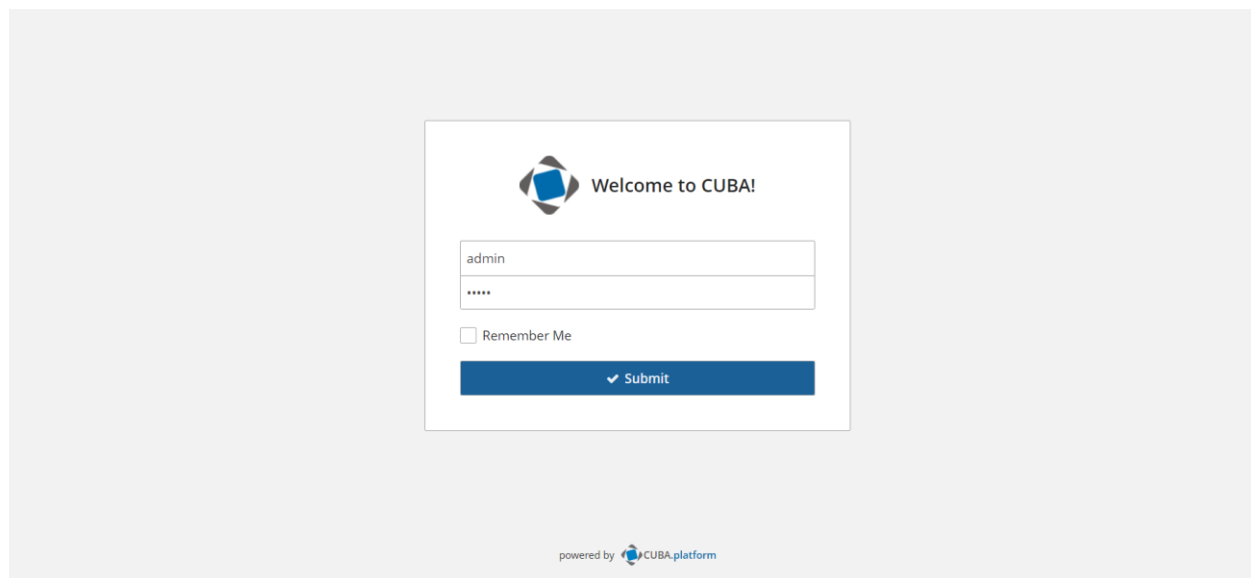 Welcome to CUBA!
admin
•••••
Remember Me
Submit
powered by CUBA.platform